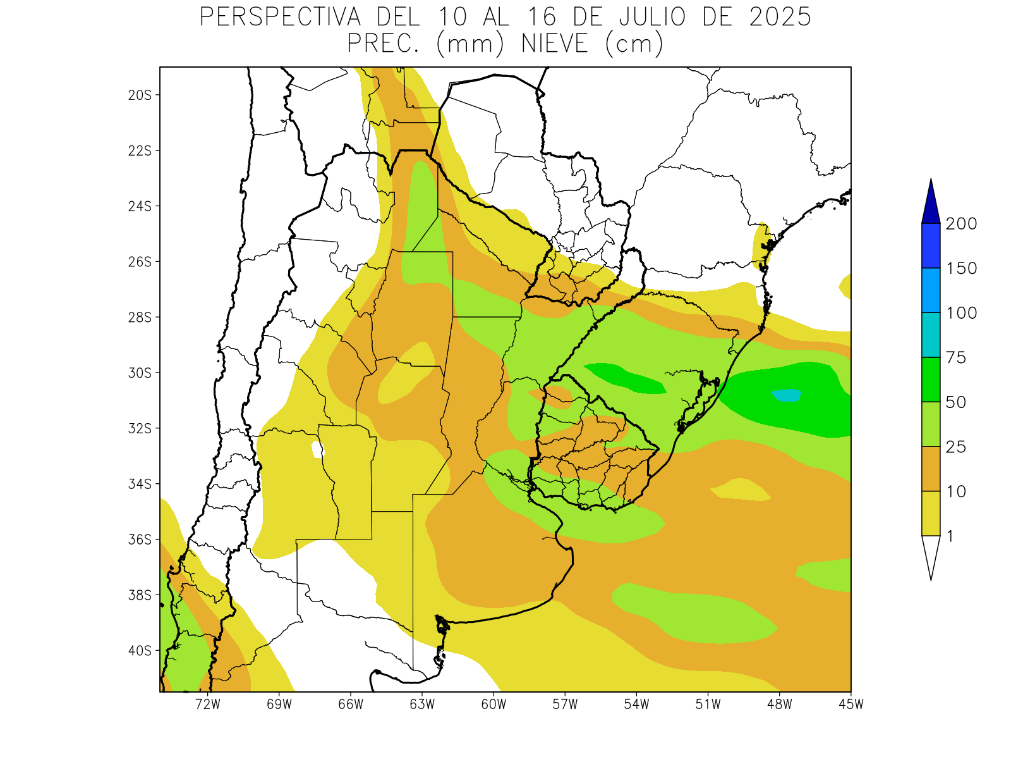 PERSPECTIVA DEL 10 AL 16 DE JULIO DE 2025
PREC. (mm) NIEVE (cm)
20S
22S
24S
26S
28S
30S
32S
34S
36S
38S
40S
72W 69W 66W 63W 60W 57W 54W 51W 48W 45W
200
150
100
75
50
25
10
1